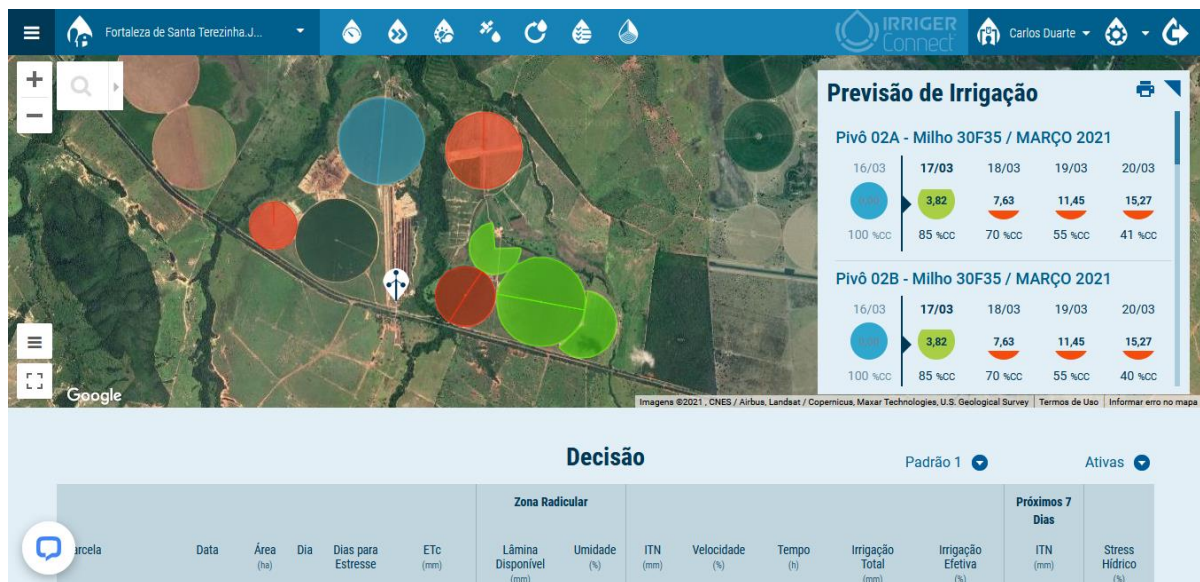 Fortaleza de Santa Terezinha.J...
IRRIGER
Connect
Carlos Duarte
Previsão de Irrigação
Pivô 02A - Milho 30F35 / MARÇO 2021
16/03 17/03 18/03 19/03 20/03
3,82 7,63 11,45 15,27
100 %CC 85 %CC 70 %CC 55 %CC 41 %CC
Pivô 02B - Milho 30F35 / MARÇO 2021
16/03 17/03 18/03 19/03 20/03
3,82 7,63 11,45 15,27
100 %CC 85 %CC 70 %CC 55 %CC 40 %CC
Google
Imagens ©2021 , CNES / Airbus, Landsat / Copernicus, Maxar Technologies, U.S. Geological Survey Termos de Uso Informar erro no mapa
Decisão
Padrão 1 Ativas
Zona Radicular Próximos 7
Dias
arcela Data Área Dia Dias para ETc Lâmina Umidade ITN Velocidade Tempo Irrigação Irrigação ITN Stress
(ha) Estresse (mm) Disponível (%) (mm) (%) (h) Total Efetiva (mm) Hídrico
(mm) (mm) (%) (%)